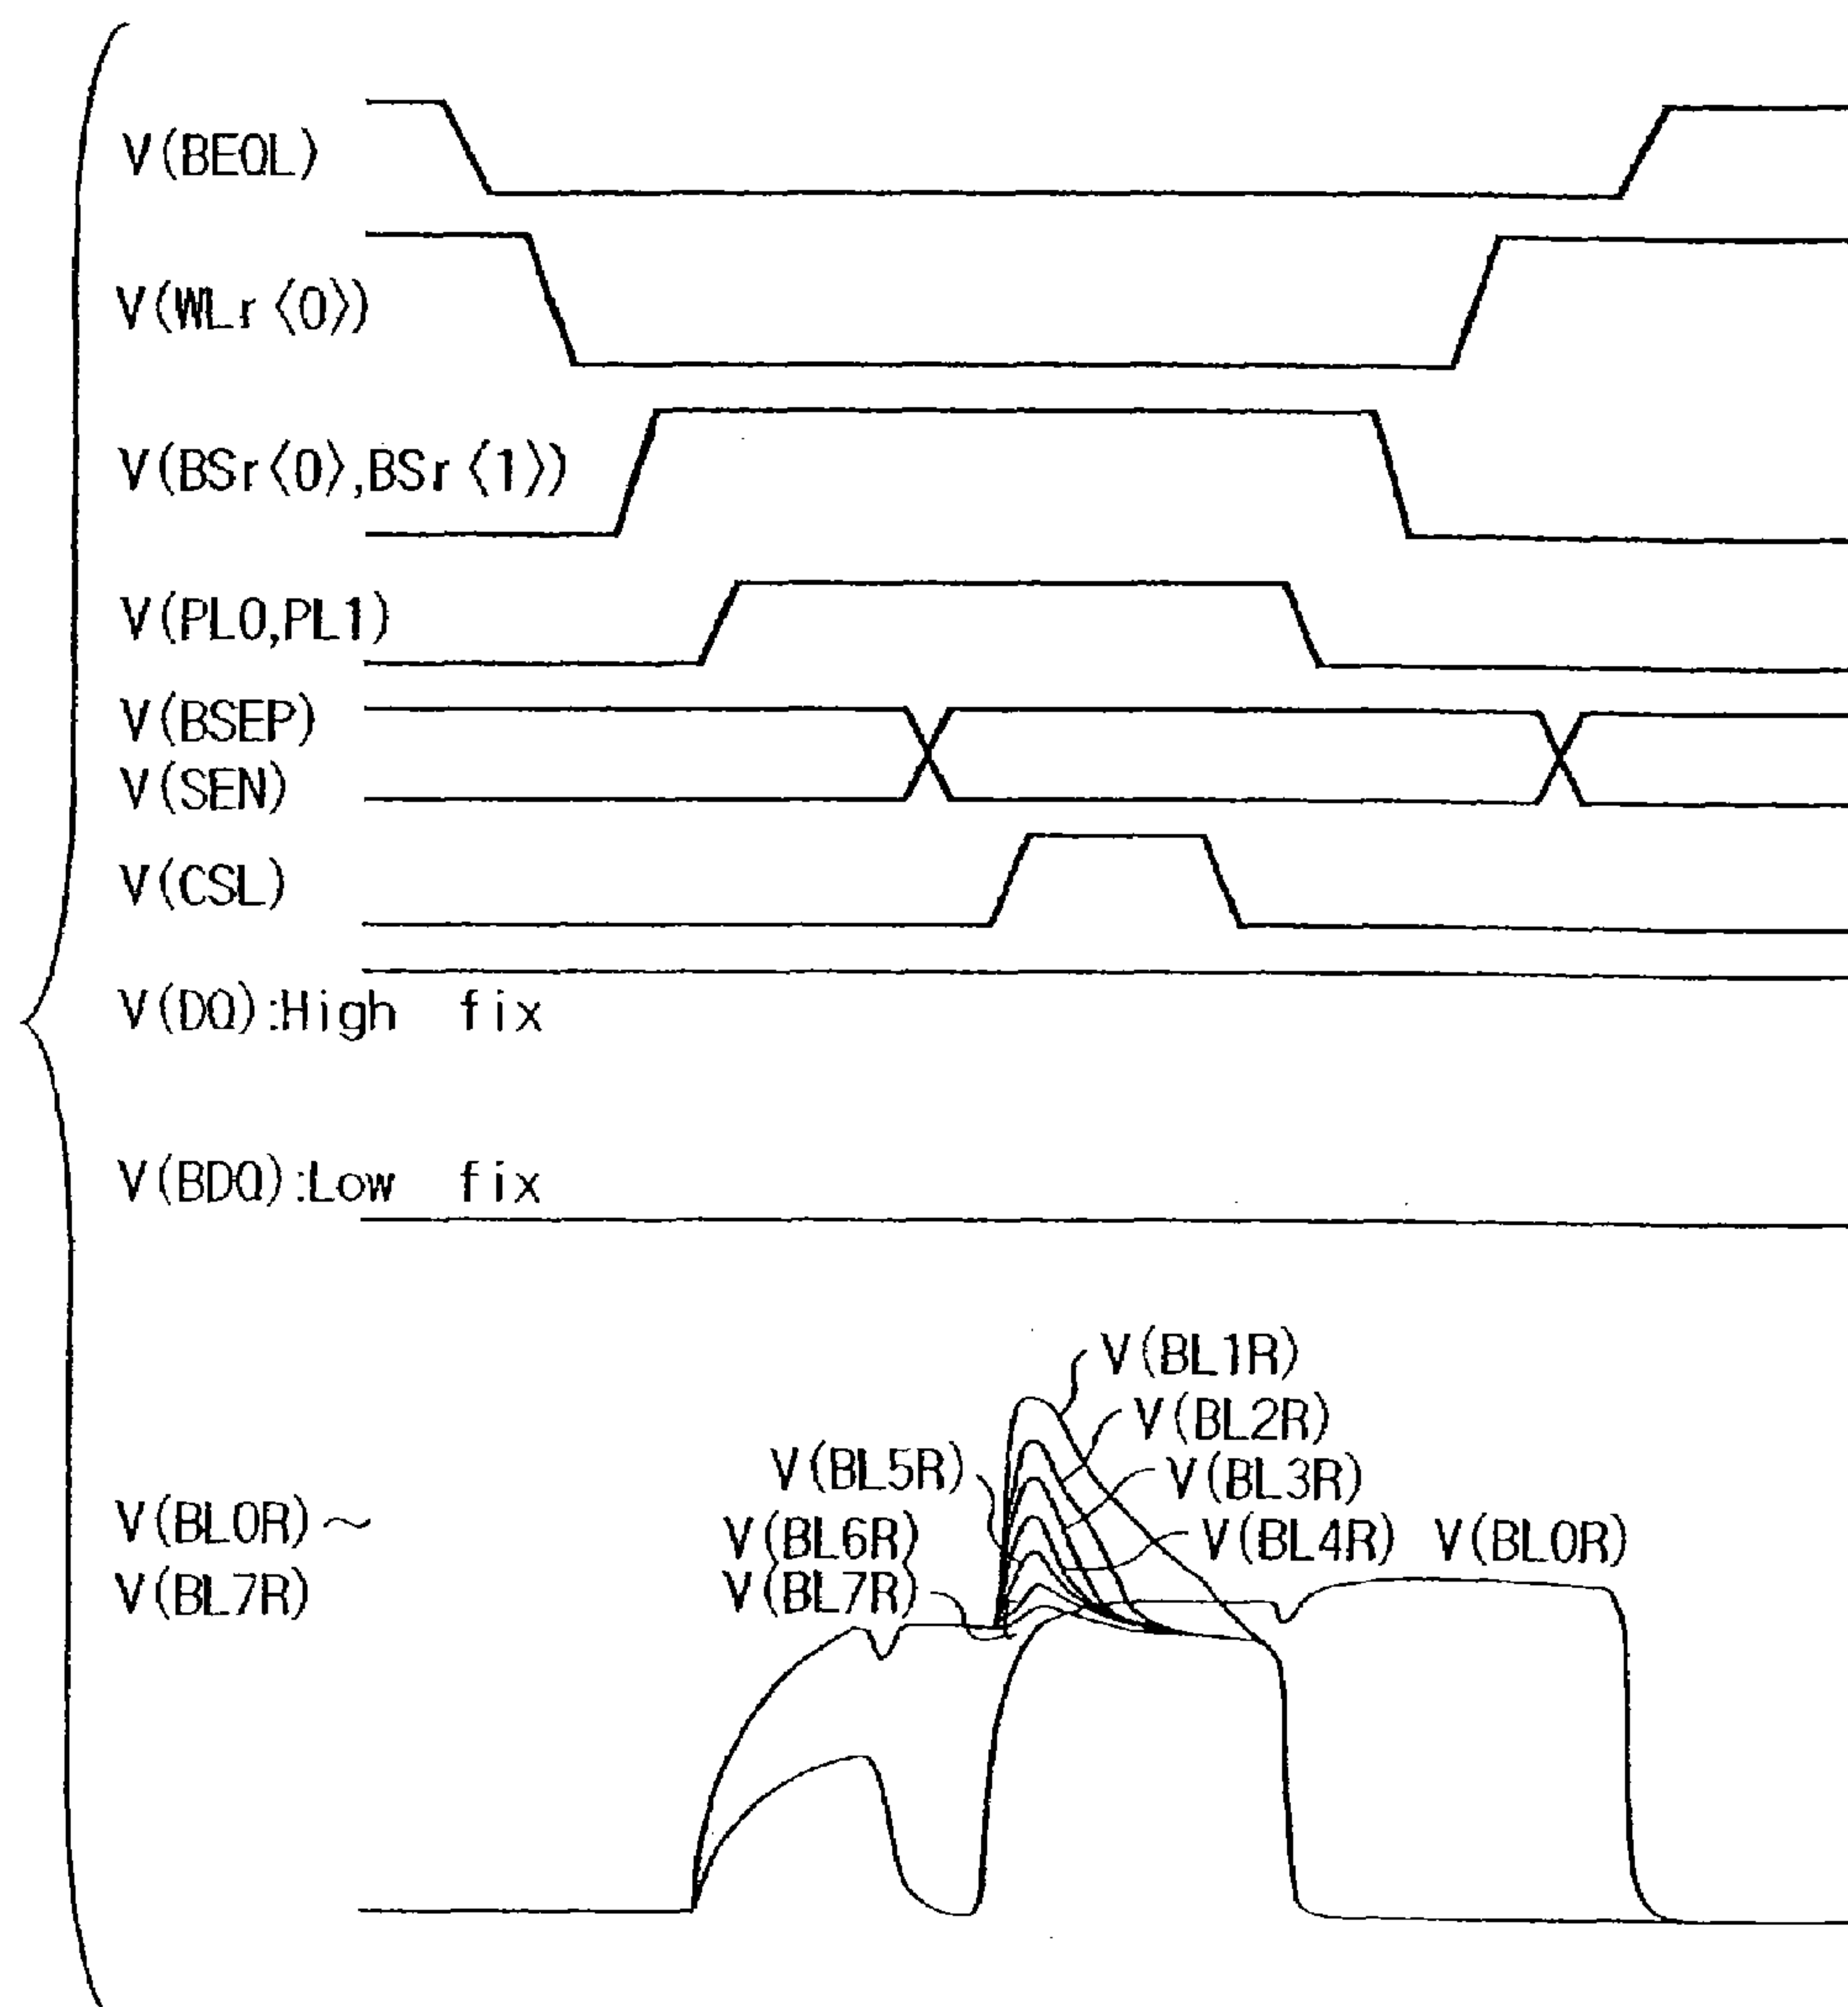 V(BEQL)
V(WLr〈0〉)
V(BSr〈0〉,BSr〈1〉)
V(PL0,PL1)
V(BSEP)
V(SEN)
V(CSL)
V(DQ):High fix
V(BDQ):Low fix
V(BL1R)
V(BL2R)
V(BL5R)
V(BL3R)
V(BL0R)~
V(BL6R)
V(BL4R) V(BL0R)
V(BL7R)
V(BL7R)